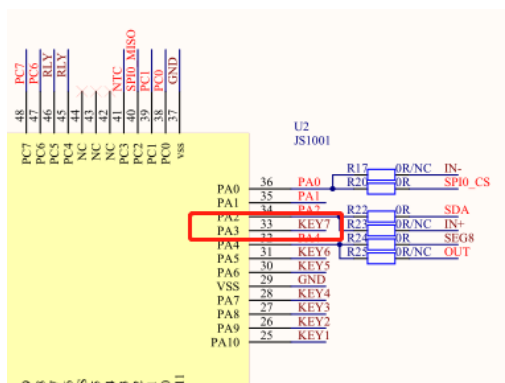 PC7
PC6
RLY
RLY
NTC
SPI0_MISO
PC1
PC0
GND
48
47
46
45
44
43
42
41
40
39
38
37
PC7
PC6
PC5
PC4
NC
NC
NC
PC3
PC2
PC1
PC0
VSS
U2
JS1001
PA0 36 PA0 R17 0R/NC IN-
R20 0R SPI0_CS
PA1 35 PA1
PA2 34 PA2 R22 0R SDA
PA3 33 KEY7 R23 0R/NC IN+
PA4 32 PA4 R24 0R SEG8
PA5 31 KEY6 R25 0R/NC OUT
PA6 30 KEY5
VSS 29 GND
PA7 28 KEY4
PA8 27 KEY3
PA9 26 KEY2
PA10 25 KEY1